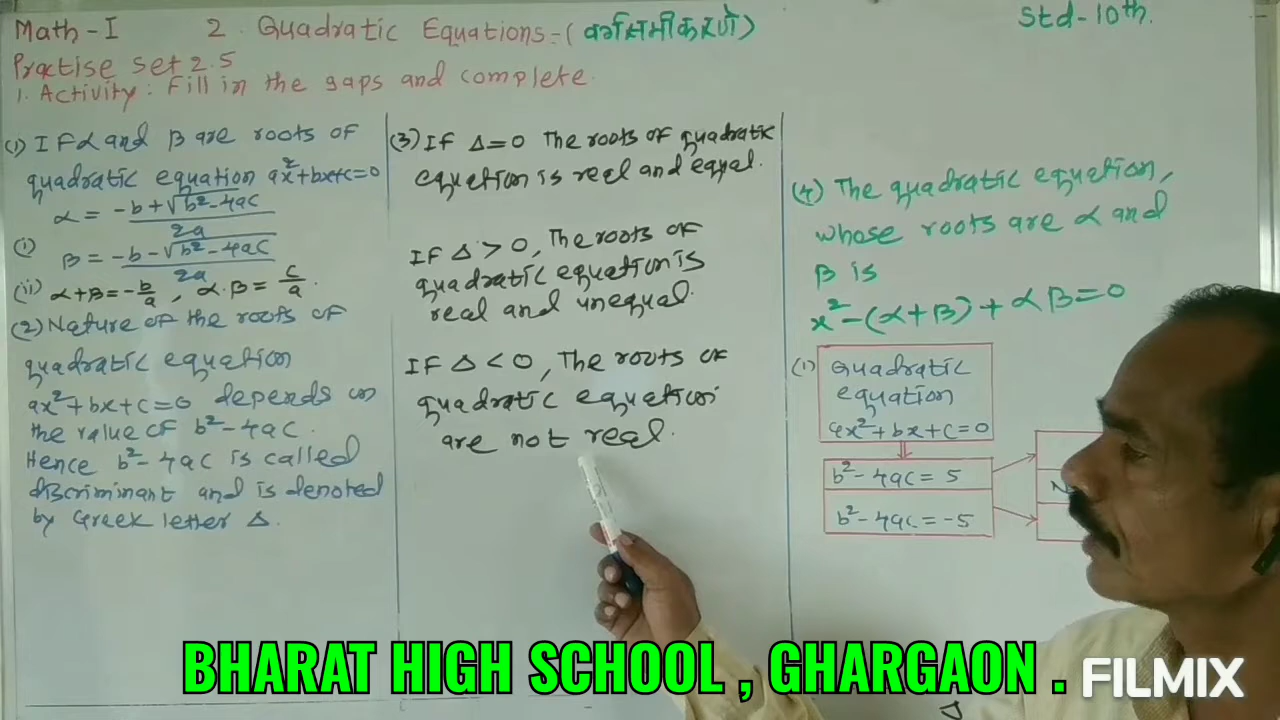 Math-I 2. Quadratic Equations-(वर्गसमीकरणे) Std-10th.
Practise Set 2.5
1. Activity: Fill in the gaps and complete.
(1) If α and β are roots of
quadratic equation ax²+bx+c=0
α = -b+√b²-4ac / 2a
(i)
β = -b-√b²-4ac / 2a
(ii) α+β=-b/a, α.β=c/a.
(2) Nature of the roots of
quadratic equation
ax²+bx+c=0 depends on
the value of b²-4ac.
Hence b²-4ac is called
discriminant and is denoted
by Greek letter Δ.
(3) If Δ=0 The roots of quadratic
equation is real and equal.
If Δ>0, The roots of
quadratic equation is
real and unequal.
If Δ<0, The roots of
quadratic equation
are not real.
(4) The quadratic equation,
whose roots are α and
β is
x²-(α+β)+αβ=0
(1) Quadratic
equation
ax²+bx+c=0
b²-4ac=5
b²-4ac=-5
N
BHARAT HIGH SCHOOL , GHARGAON .
FILMIX